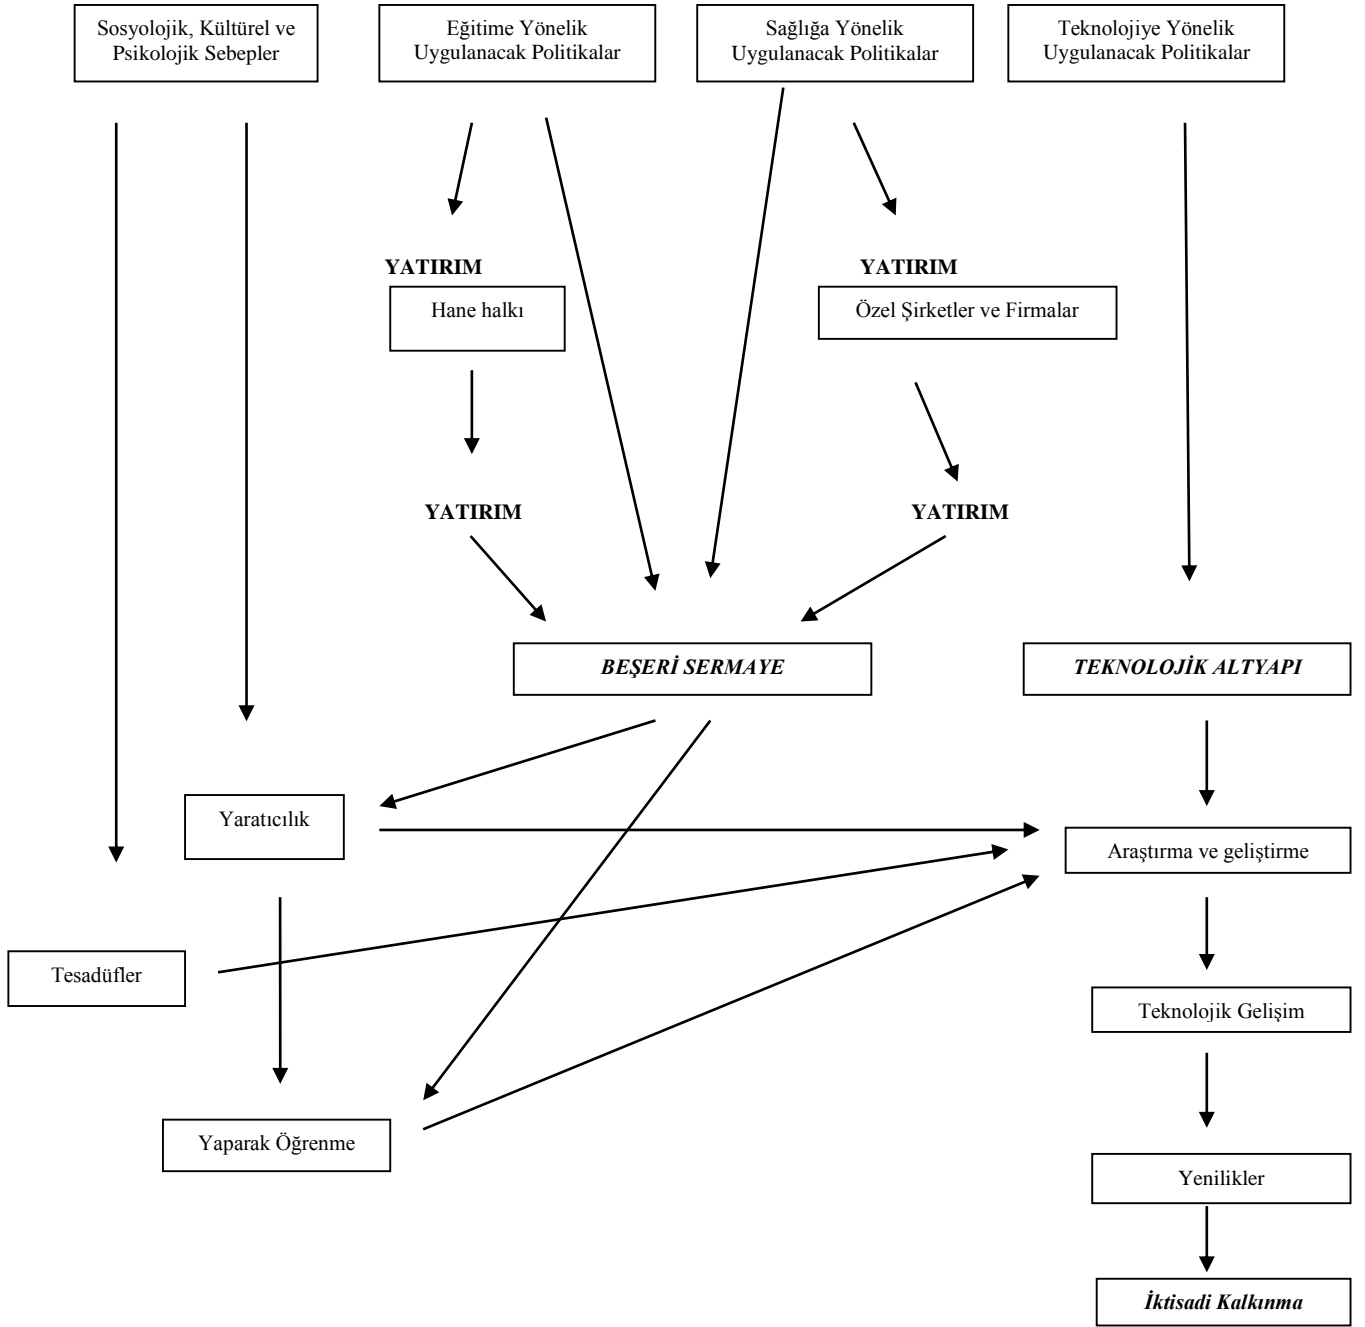 Sosyolojik, Kültürel ve
Psikolojik Sebepler
Eğitime Yönelik
Uygulanacak Politikalar
Sağlığa Yönelik
Uygulanacak Politikalar
Teknolojiye Yönelik
Uygulanacak Politikalar
YATIRIM
Hane halkı
YATIRIM
Özel Şirketler ve Firmalar
YATIRIM
YATIRIM
BEŞERİ SERMAYE
TEKNOLOJİK ALTYAPI
Yaratıcılık
Araştırma ve geliştirme
Tesadüfler
Teknolojik Gelişim
Yaparak Öğrenme
Yenilikler
İktisadi Kalkınma